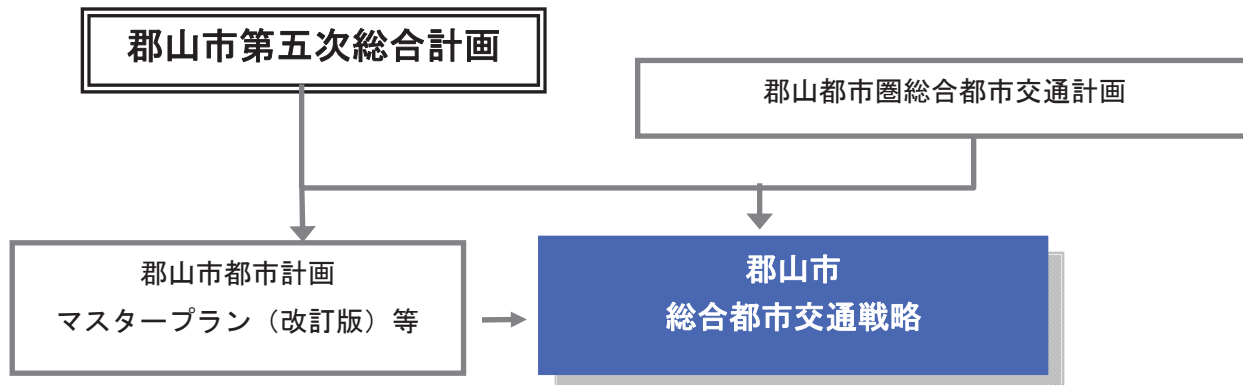 郡山市第五次総合計画
郡山都市圏総合都市交通計画
郡山市都市計画
マスタープラン（改訂版）等
郡山市
総合都市交通戦略